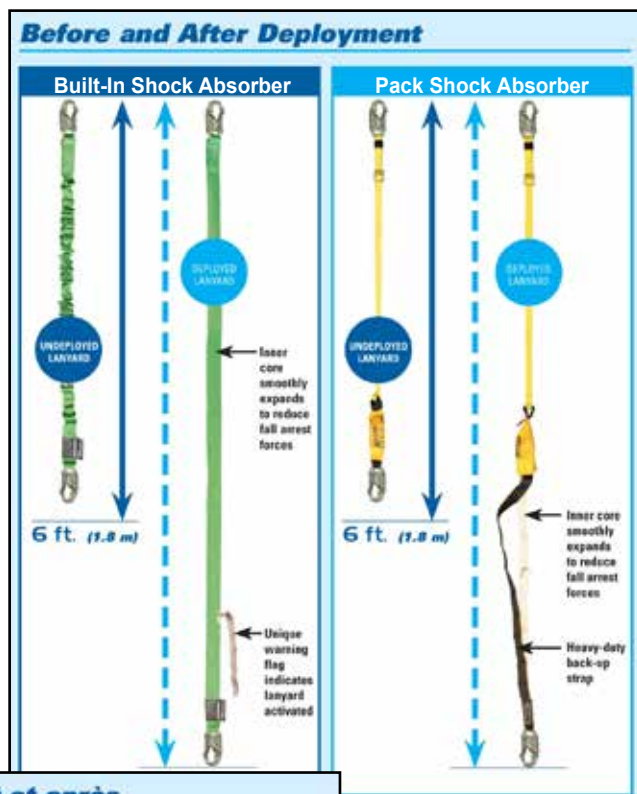 Before and After Deployment
Built-In Shock Absorber
UNDEPLOYED
LANYARD
6 ft. (1.8 m)
DEPLOYED
LANYARD
Inner
core
smoothly
expands
to reduce
fall arrest
forces
Unique
warning
flag
indicates
lanyard
activated
Pack Shock Absorber
UNDEPLOYED
LANYARD
6 ft. (1.8 m)
DEPLOYED
LANYARD
Inner core
smoothly
expands
to reduce
fall arrest
forces
Heavy-duty
back-up
strap
et après